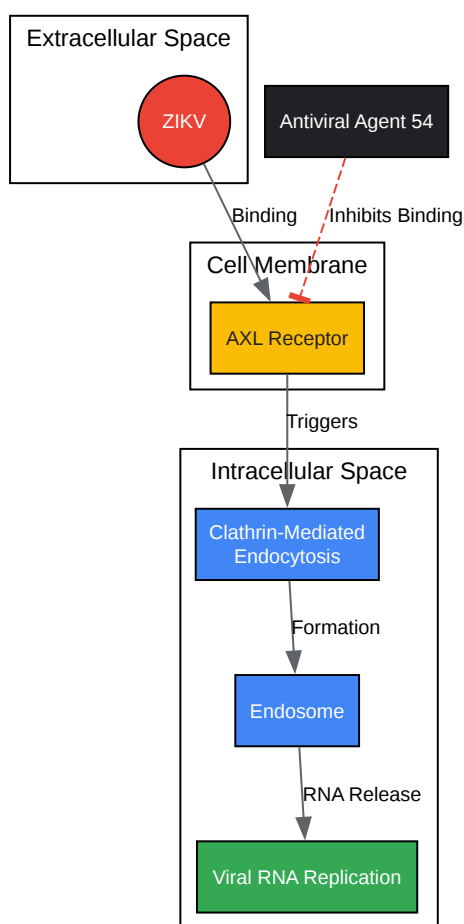 Extracellular Space
ZIKV
Antiviral Agent 54
Binding
Inhibits Binding
Cell Membrane
AXL Receptor
Triggers
Intracellular Space
Clathrin-Mediated
Endocytosis
Formation
Endosome
RNA Release
Viral RNA Replication